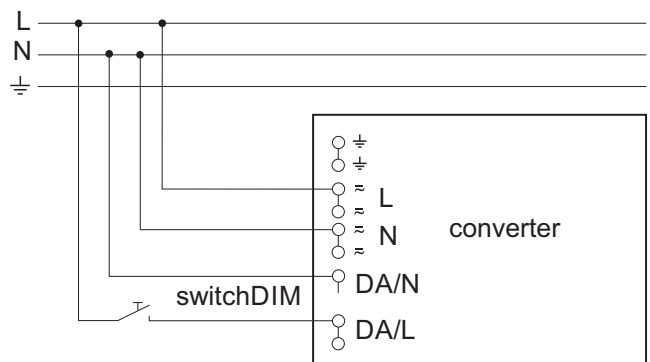 L
N
⏚
⏚
⏚
≂ L
≂
≂ N
≂
converter
DA/N
switchDIM
DA/L